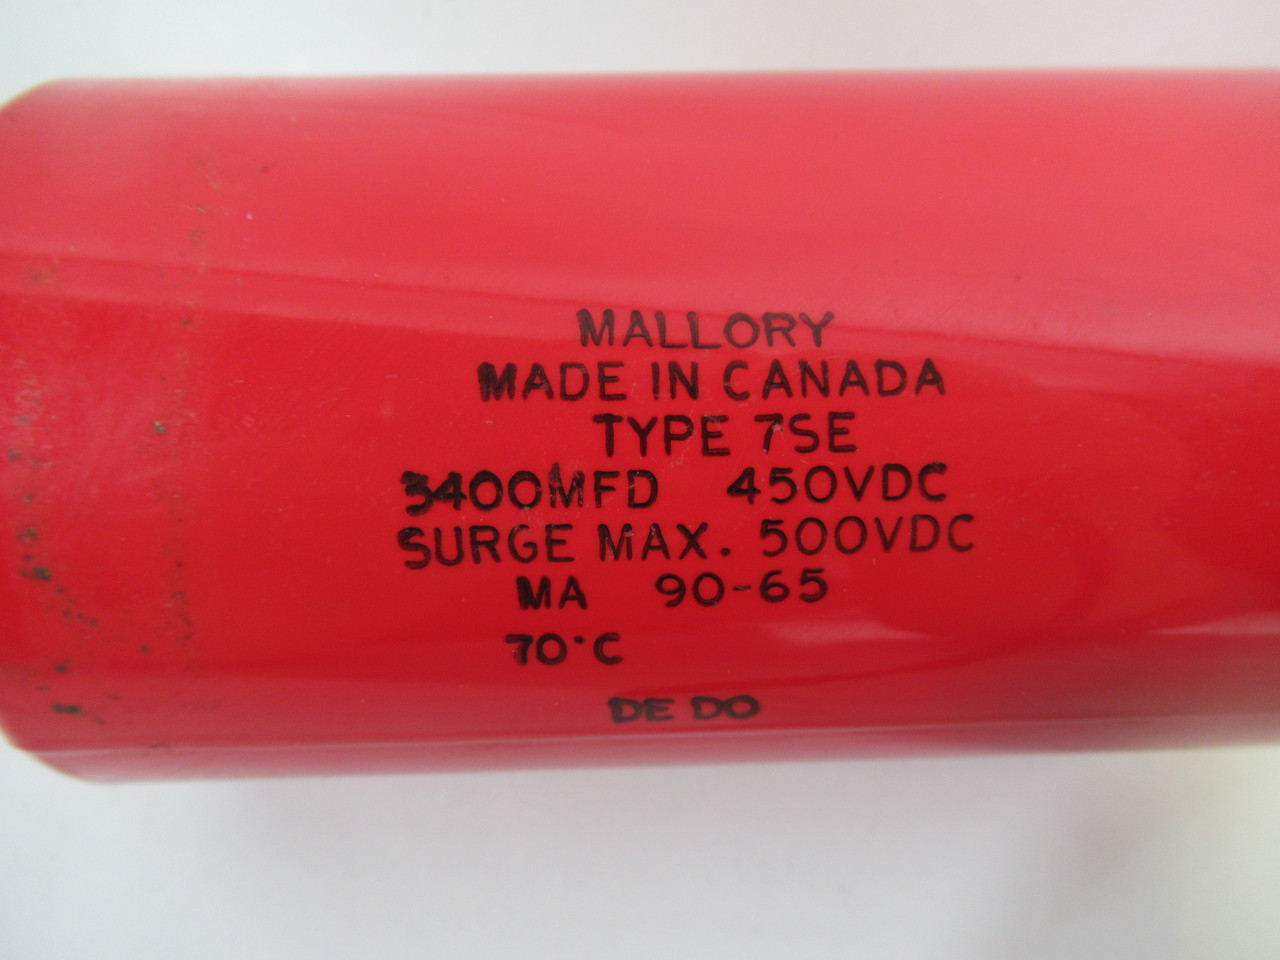 MALLORY
MADE IN CANADA
TYPE 7SE
3400MFD 450VDC
SURGE MAX. 500VDC
MA 90-65
70°C
DE DO